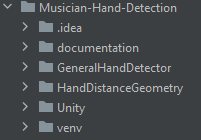 Musician-Hand-Detection
.idea
documentation
GeneralHandDetector
HandDistanceGeometry
Unity
venv